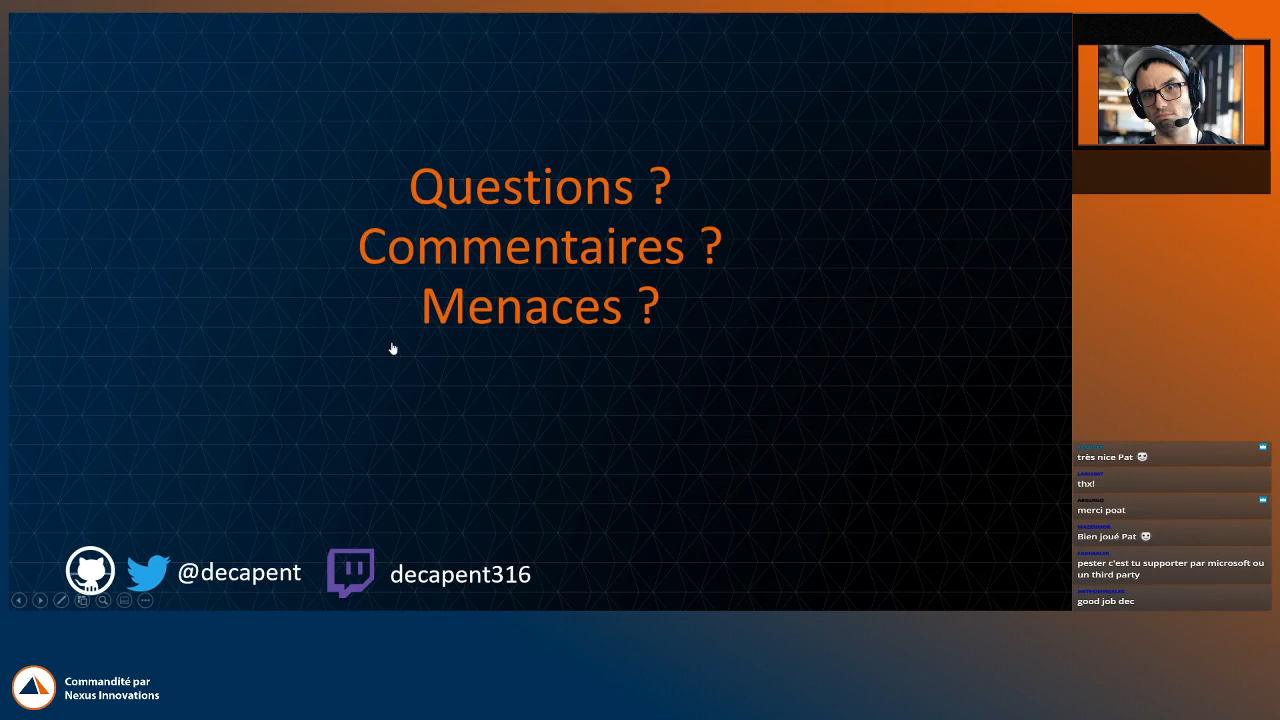 Questions ?
Commentaires ?
Menaces ?
@decapent
decapent316
très nice Pat
thx!
merci poat
Bien joué Pat
pester c'est tu supporter par microsoft ou
un third party
good job dec
Commandité par
Nexus Innovations